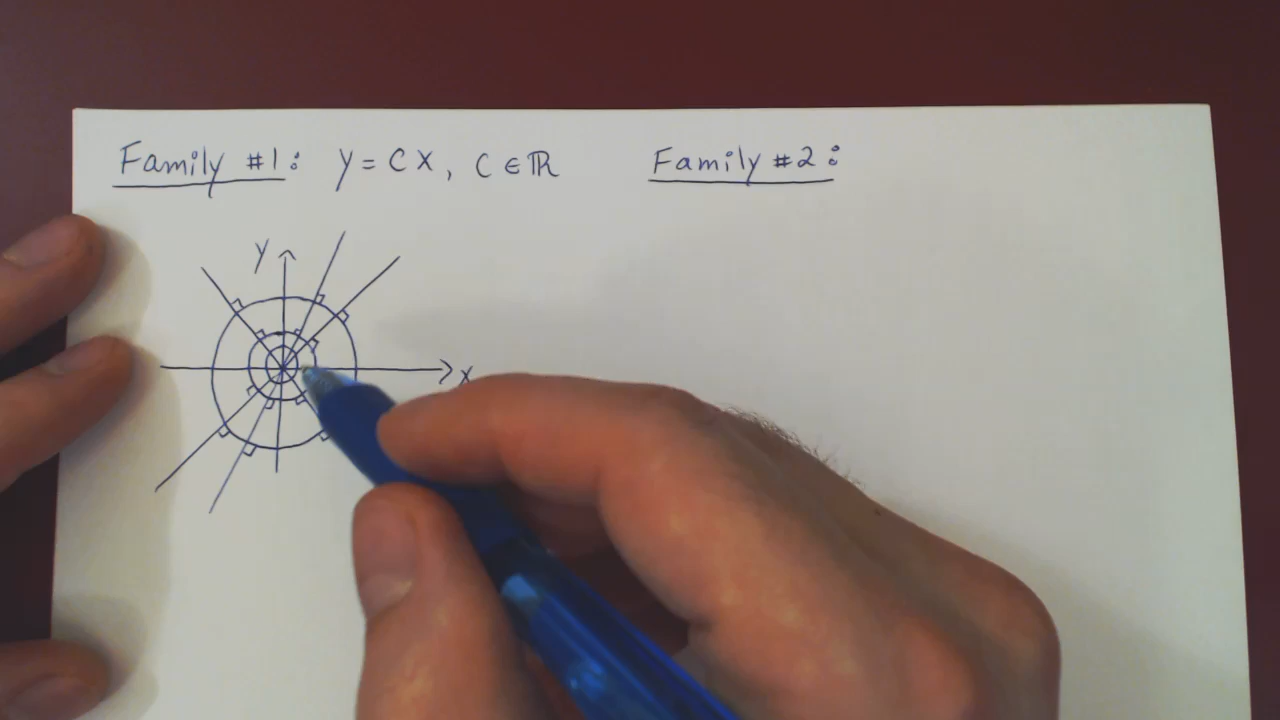 Family #1: y = Cx, C ∈ ℝ
Family #2:
y
x